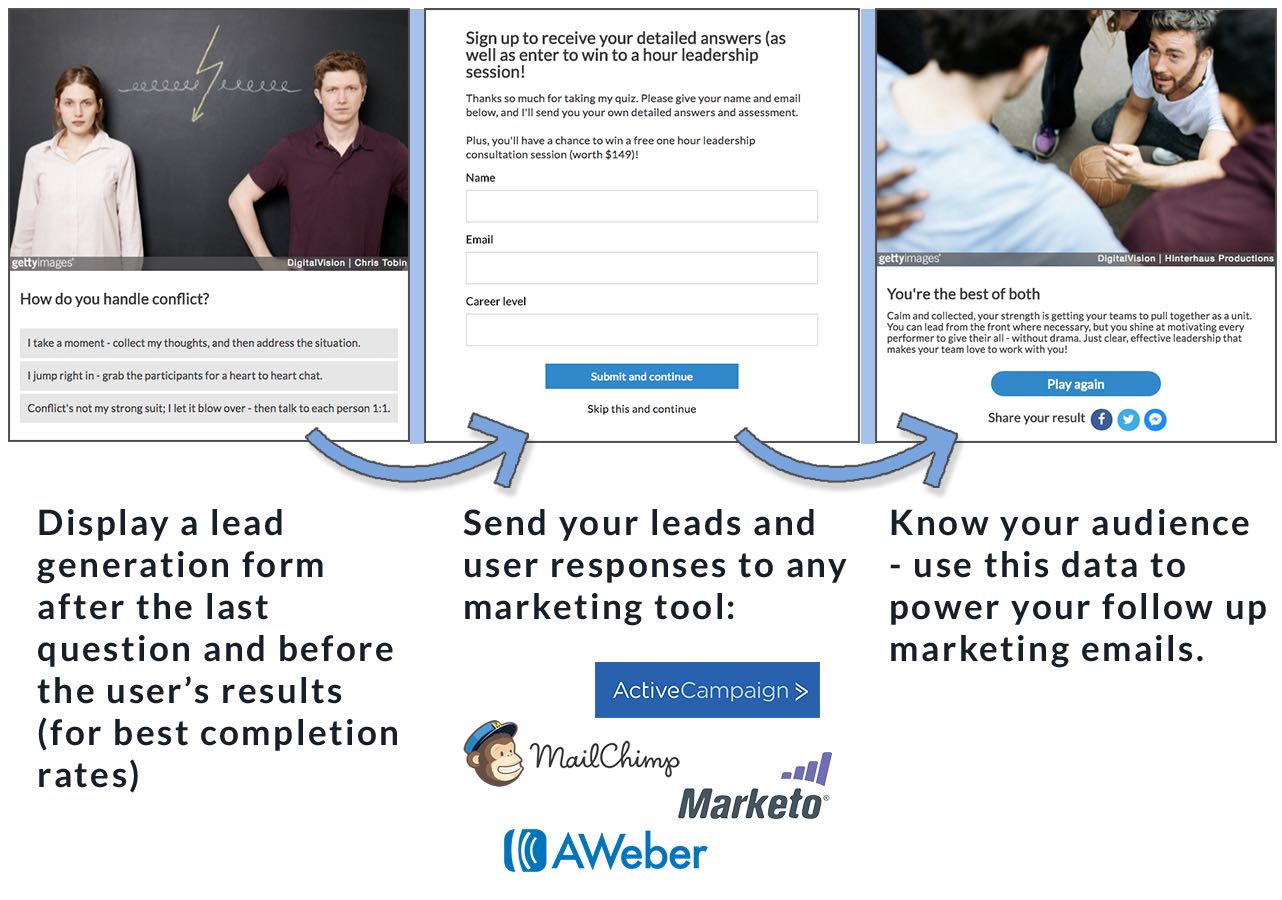 gettyimages®
DigitalVision | Chris Tobin
How do you handle conflict?
I take a moment - collect my thoughts, and then address the situation.
I jump right in - grab the participants for a heart to heart chat.
Conflict's not my strong suit; I let it blow over - then talk to each person 1:1.
Sign up to receive your detailed answers (as
well as enter to win to a hour leadership
session!
Thanks so much for taking my quiz. Please give your name and email
below, and I'll send you your own detailed answers and assessment.
Plus, you'll have a chance to win a free one hour leadership
consultation session (worth $149)!
Name
Email
Career level
Submit and continue
Skip this and continue
gettyimages®
DigitalVision | Hinterhaus Productions
You're the best of both
Calm and collected, your strength is getting your teams to pull together as a unit.
You can lead from the front where necessary, but you shine at motivating every
performer to give their all - without drama. Just clear, effective leadership that
makes your team love to work with you!
Play again
Share your result
Display a lead
generation form
after the last
question and before
the user’s results
(for best completion
rates)
Send your leads and
user responses to any
marketing tool:
ActiveCampaign >
MailChimp
Marketo®
AWeber
Know your audience
- use this data to
power your follow up
marketing emails.